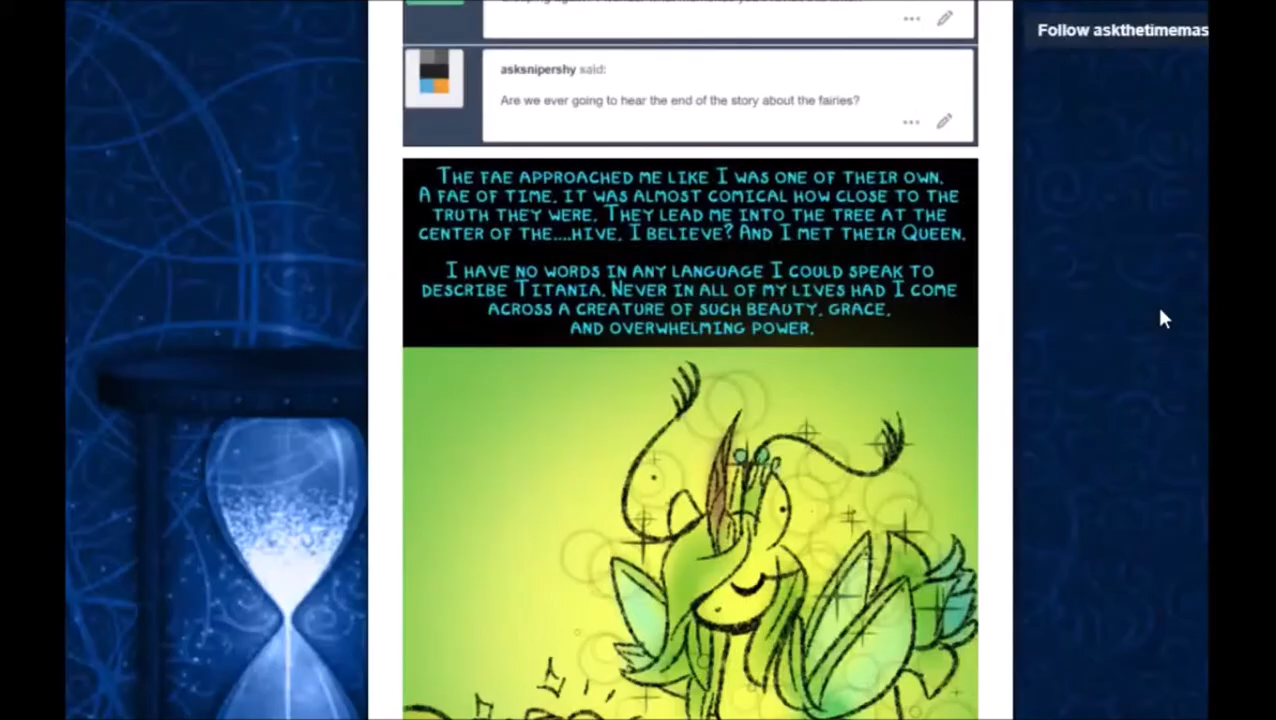 Follow askthetimemas
asksnipershy said:
Are we ever going to hear the end of the story about the fairies?
THE FAE APPROACHED ME LIKE I WAS ONE OF THEIR OWN.
A FAE OF TIME. IT WAS ALMOST COMICAL HOW CLOSE TO THE
TRUTH THEY WERE. THEY LEAD ME INTO THE TREE AT THE
CENTER OF THE....HIVE, I BELIEVE? AND I MET THEIR QUEEN.
I HAVE NO WORDS IN ANY LANGUAGE I COULD SPEAK TO
DESCRIBE TITANIA. NEVER IN ALL OF MY LIVES HAD I COME
ACROSS A CREATURE OF SUCH BEAUTY, GRACE,
AND OVERWHELMING POWER.